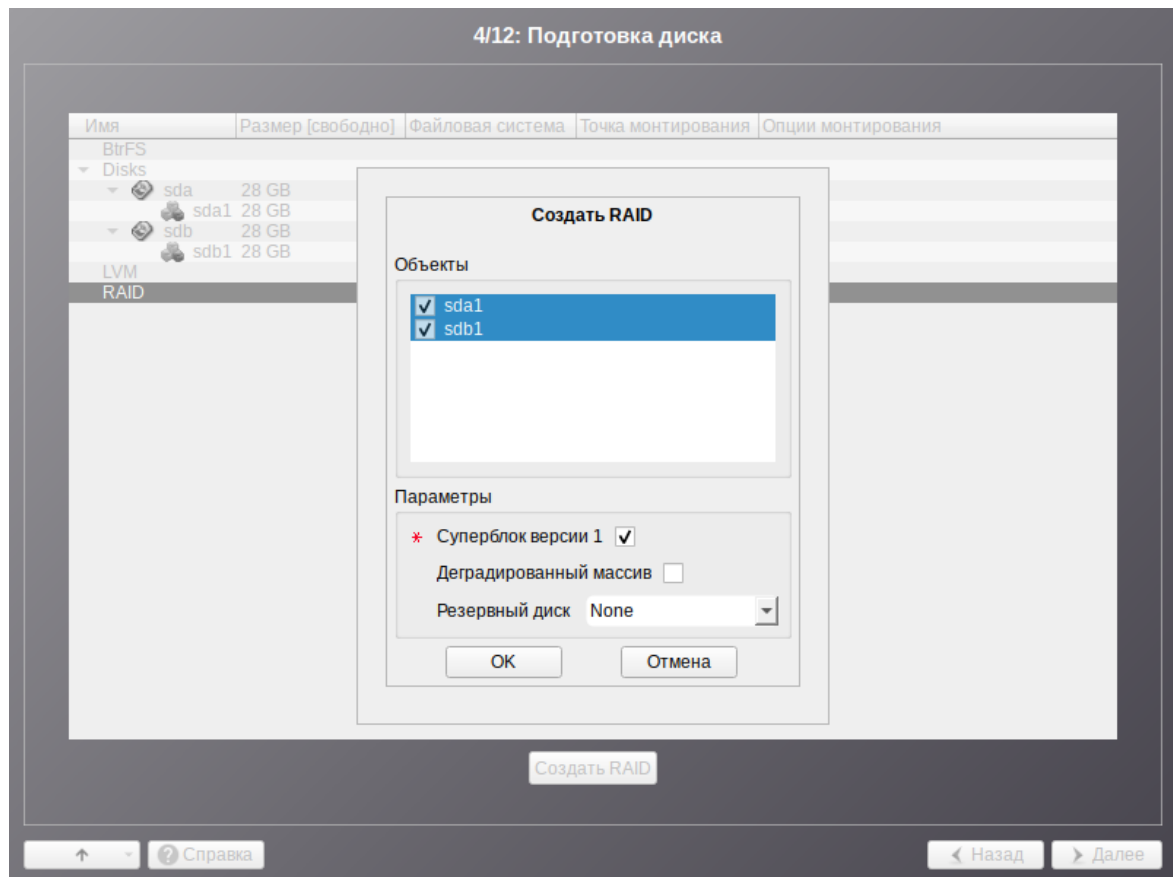 4/12: Подготовка диска
Имя Размер [свободно] Файловая система Точка монтирования Опции монтирования
BtrFS
Disks
sda 28 GB
sda1 28 GB
sdb 28 GB
sdb1 28 GB
LVM
RAID
Создать RAID
Объекты
sda1
sdb1
Параметры
* Суперблок версии 1
Деградированный массив
Резервный диск None
OK Отмена
Создать RAID
Справка Назад Далее